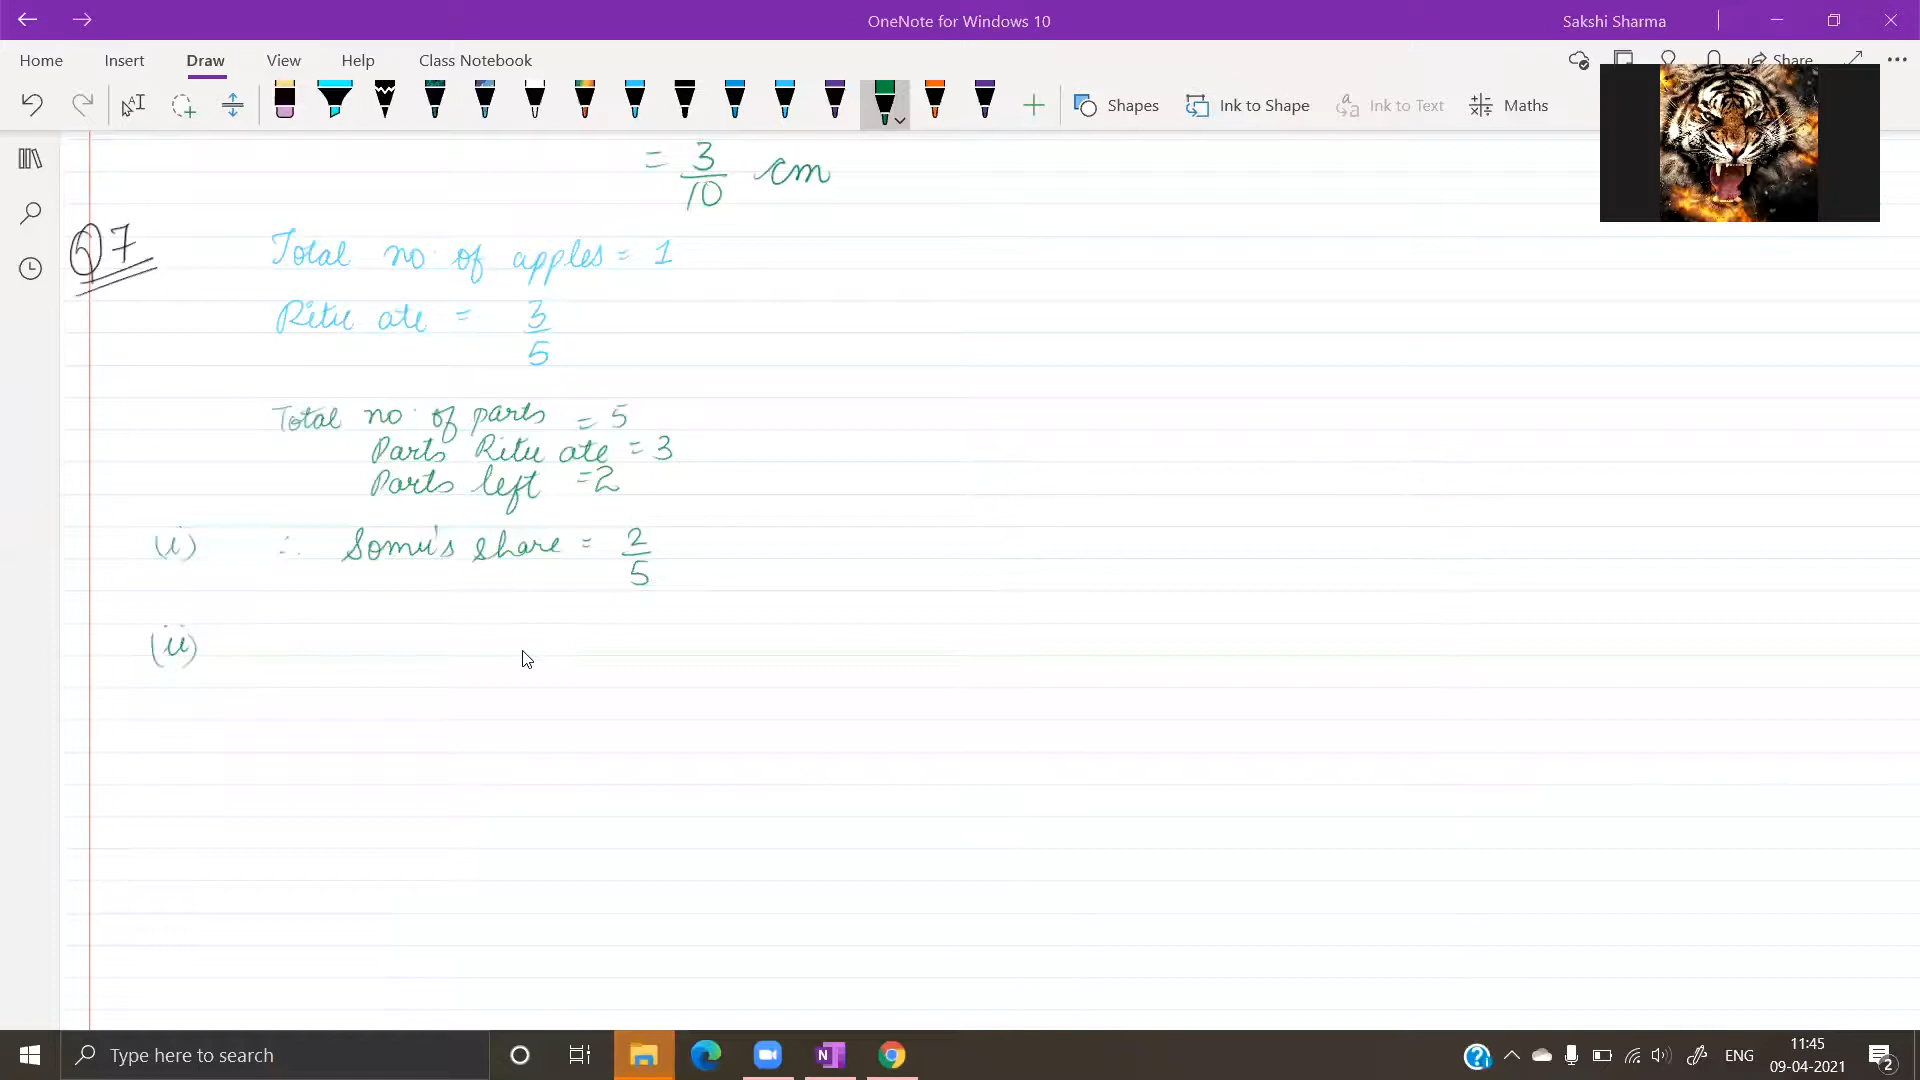 OneNote for Windows 10
Sakshi Sharma
Home Insert Draw View Help Class Notebook Share
Shapes Ink to Shape Ink to Text Maths
= 3/10 cm
Q7 Total no. of apples = 1
Ritu ate = 3/5
Total no. of parts = 5
Parts Ritu ate = 3
Parts left = 2
(i) ∴ Somu's share = 2/5
(ii)
Type here to search
ENG
11:45
09-04-2021
2